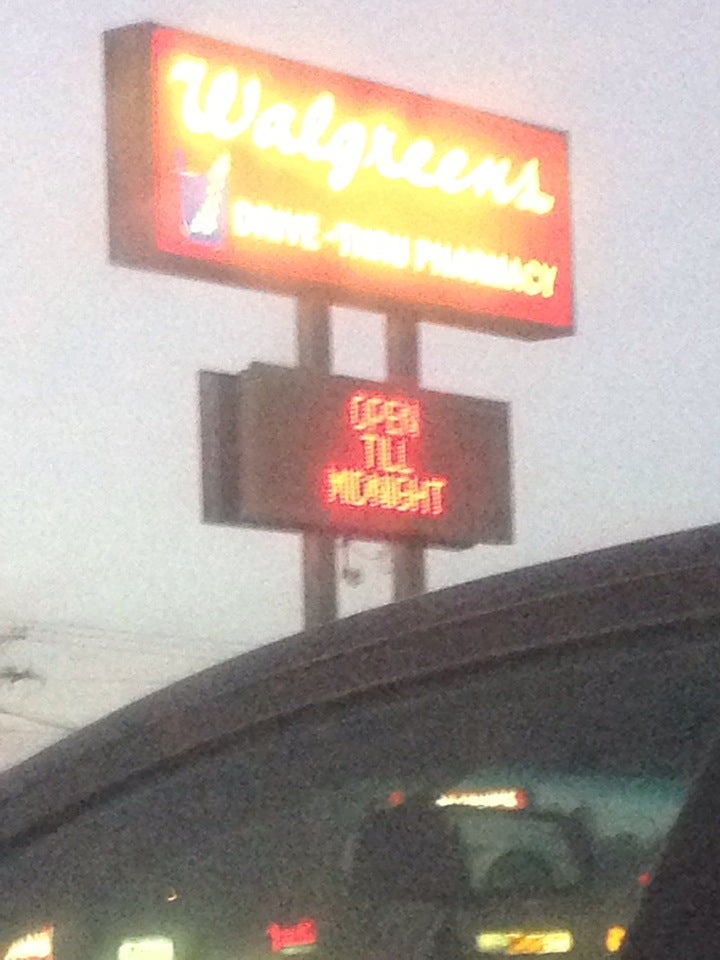 Walgreens
DRIVE-THRU PHARMACY
OPEN
TILL
MIDNIGHT